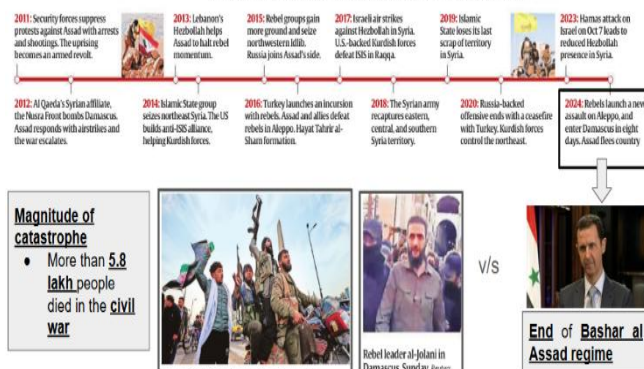 2011: Security forces suppress
protests against Assad with arrests
and shootings. The uprising
becomes an armed revolt.
2013: Lebanon's
Hezbollah helps
Assad to halt rebel
momentum.
2015: Rebel groups gain
more ground and seize
northwestern Idlib.
Russia joins Assad's side.
2017: Israeli air strikes
against Hezbollah in Syria.
U.S.-backed Kurdish forces
defeat ISIS in Raqqa.
2019: Islamic
State loses its last
scrap of territory
in Syria.
2023: Hamas attack on
Israel on Oct 7 leads to
reduced Hezbollah
presence in Syria.
2012: Al Qaeda's Syrian affiliate,
the Nusra Front bombs Damascus.
Assad responds with airstrikes and
the war escalates.
2014: Islamic State group
seizes northeast Syria. The US
builds anti-ISIS alliance,
helping Kurdish forces.
2016: Turkey launches an incursion
with rebels. Assad and allies defeat
rebels in Aleppo. Hayat Tahrir al-
Sham formation.
2018: The Syrian army
recaptures eastern,
central, and southern
Syria territory.
2020: Russia-backed
offensive ends with a ceasefire
with Turkey. Kurdish forces
control the northeast.
2024: Rebels launch a new
assault on Aleppo, and
enter Damascus in eight
days. Assad flees country
Magnitude of
catastrophe
● More than 5.8
lakh people
died in the civil
war
Rebel leader al-Jolani in
Damascus, Sunday. Reuters
v/s
End of Bashar al
Assad regime